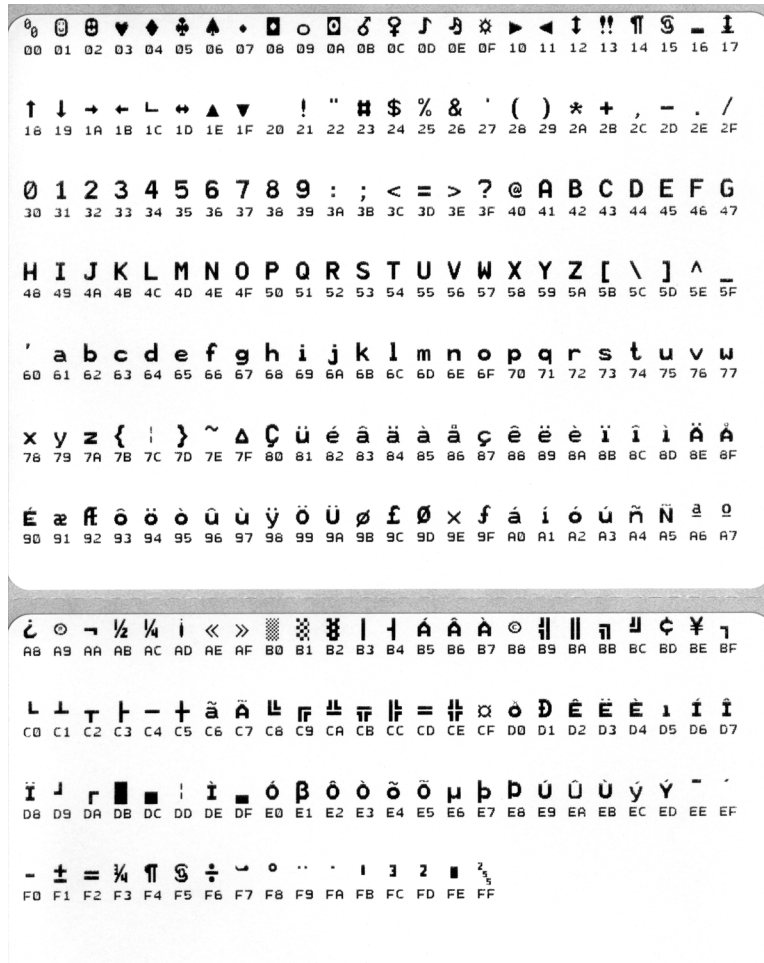 ⁰₀ ☺ ☻ ♥ ♦ ♣ ♠ • ◘ ○ ◙ ♂ ♀ ♪ ♫ ☼ ► ◄ ↕ ‼ ¶ § ▬ ↨
00 01 02 03 04 05 06 07 08 09 0A 0B 0C 0D 0E 0F 10 11 12 13 14 15 16 17
↑ ↓ → ← ∟ ↔ ▲ ▼ ! " # $ % & ' ( ) * + , - . /
18 19 1A 1B 1C 1D 1E 1F 20 21 22 23 24 25 26 27 28 29 2A 2B 2C 2D 2E 2F
0 1 2 3 4 5 6 7 8 9 : ; < = > ? @ A B C D E F G
30 31 32 33 34 35 36 37 38 39 3A 3B 3C 3D 3E 3F 40 41 42 43 44 45 46 47
H I J K L M N O P Q R S T U V W X Y Z [ \ ] ^ _
48 49 4A 4B 4C 4D 4E 4F 50 51 52 53 54 55 56 57 58 59 5A 5B 5C 5D 5E 5F
' a b c d e f g h i j k l m n o p q r s t u v w
60 61 62 63 64 65 66 67 68 69 6A 6B 6C 6D 6E 6F 70 71 72 73 74 75 76 77
x y z { ¦ } ~ ∆ Ç ü é â ä à å ç ê ë è ï î ì Ä Å
78 79 7A 7B 7C 7D 7E 7F 80 81 82 83 84 85 86 87 88 89 8A 8B 8C 8D 8E 8F
É æ Æ ô ö ò û ù ÿ Ö Ü ø £ Ø × ƒ á í ó ú ñ Ñ ª º
90 91 92 93 94 95 96 97 98 99 9A 9B 9C 9D 9E 9F A0 A1 A2 A3 A4 A5 A6 A7
¿ ® ¬ ½ ¼ ¡ « » ░ ▒ ▓ │ ┤ Á Â À © ╣ ║ ╗ ╝ ¢ ¥ ┐
A8 A9 AA AB AC AD AE AF B0 B1 B2 B3 B4 B5 B6 B7 B8 B9 BA BB BC BD BE BF
└ ┴ ┬ ├ ─ ┼ ã Ã ╚ ╔ ╩ ╦ ╠ ═ ╬ ¤ ð Ð Ê Ë È ı Í Î
C0 C1 C2 C3 C4 C5 C6 C7 C8 C9 CA CB CC CD CE CF D0 D1 D2 D3 D4 D5 D6 D7
Ï ┘ ┌ █ ▄ ¦ Ì ▬ Ó β Ô Ò õ Õ µ þ Þ Ú Û Ù ý Ý ¯ ´
D8 D9 DA DB DC DD DE DF E0 E1 E2 E3 E4 E5 E6 E7 E8 E9 EA EB EC ED EE EF
- ± = ¾ ¶ § ÷ ¸ ° ¨ · ı 3 2 ■ ²₅₅
F0 F1 F2 F3 F4 F5 F6 F7 F8 F9 FA FB FC FD FE FF